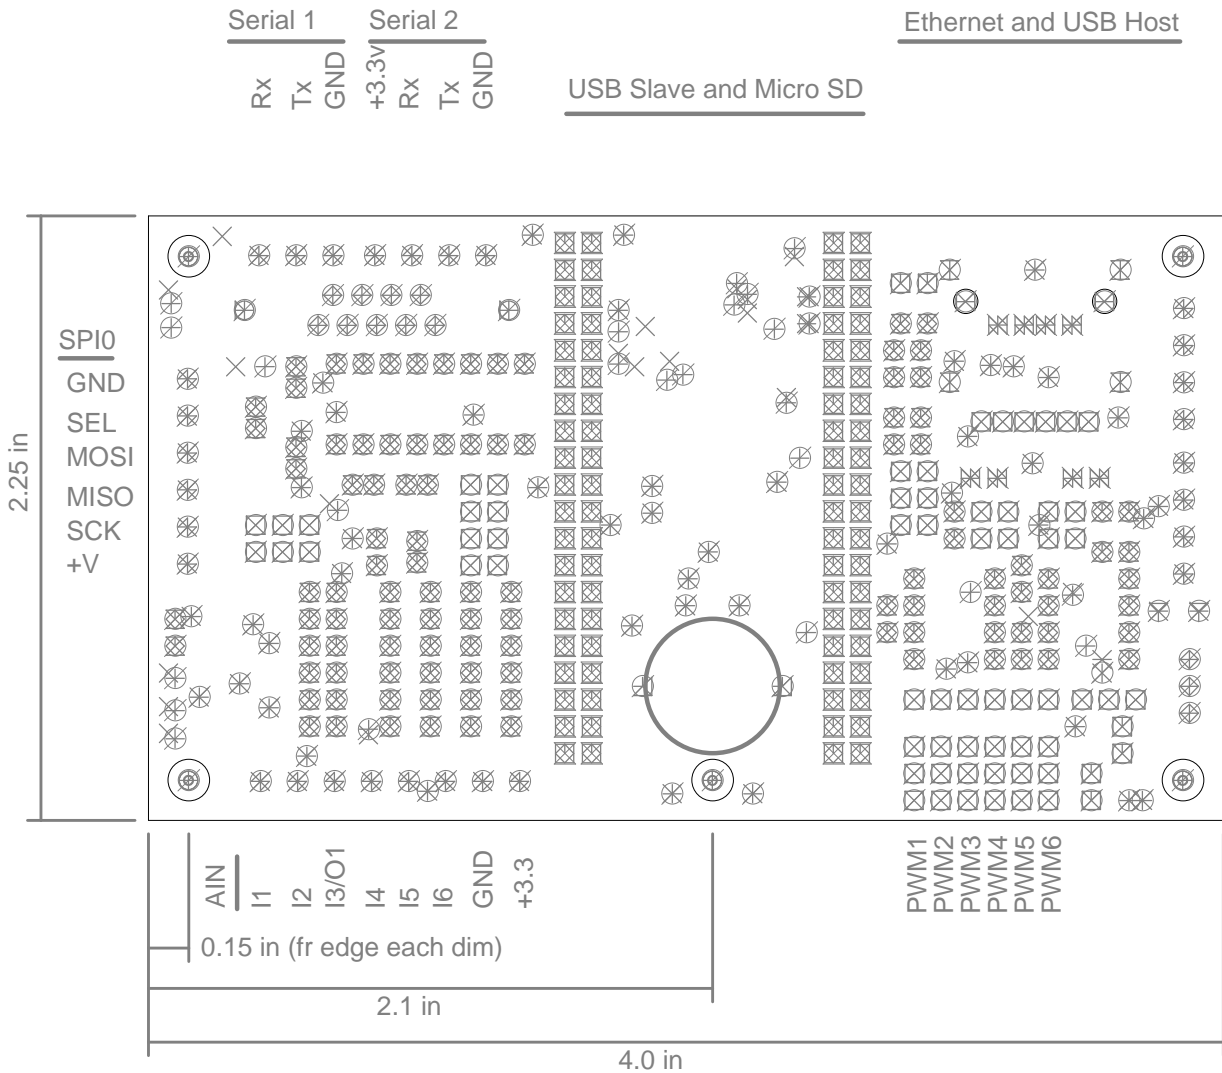 Serial 1
Serial 2
Ethernet and USB Host
Rx
Tx
GND
+3.3v
Rx
Tx
GND
USB Slave and Micro SD
2.25 in
SPI0
GND
SEL
MOSI
MISO
SCK
+V
AIN
I1
I2
I3/O1
I4
I5
I6
GND
+3.3
PWM1
PWM2
PWM3
PWM4
PWM5
PWM6
0.15 in (fr edge each dim)
2.1 in
4.0 in